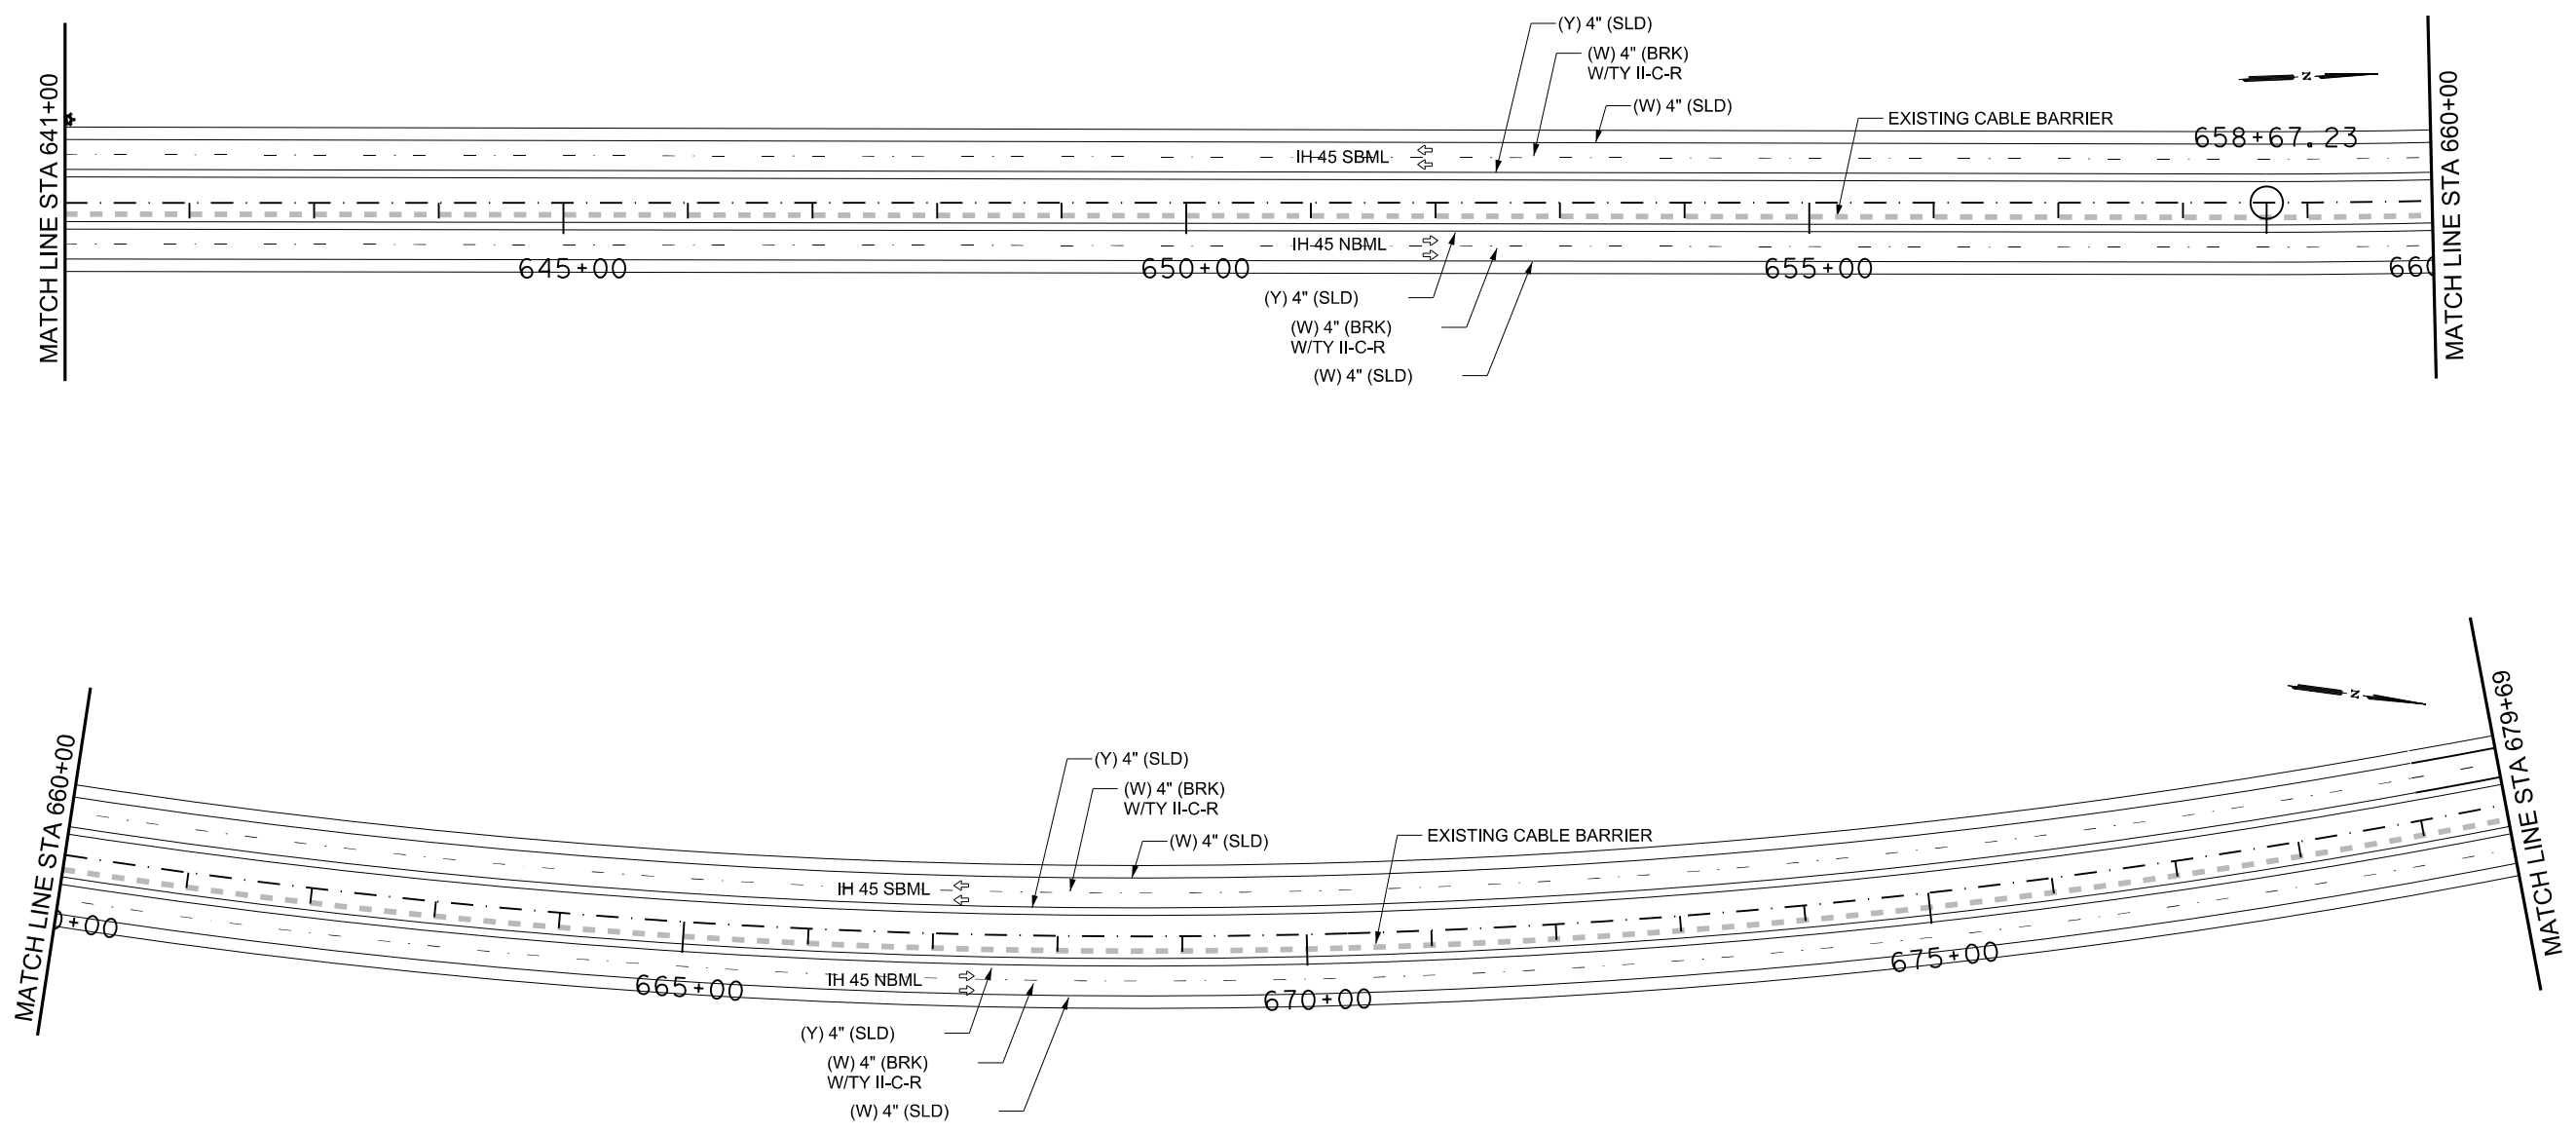 (Y) 4" (SLD)
(W) 4" (BRK)
W/TY II-C-R
(W) 4" (SLD)
EXISTING CABLE BARRIER
N
658+67.23
MATCH LINE STA 641+00
MATCH LINE STA 660+00
IH 45 SBML
IH 45 NBML
645+00
650+00
655+00
660
(Y) 4" (SLD)
(W) 4" (BRK)
W/TY II-C-R
(W) 4" (SLD)
N
MATCH LINE STA 660+00
MATCH LINE STA 679+69
(Y) 4" (SLD)
(W) 4" (BRK)
W/TY II-C-R
(W) 4" (SLD)
EXISTING CABLE BARRIER
IH 45 SBML
0+00
IH 45 NBML
665+00
670+00
675+00
(Y) 4" (SLD)
(W) 4" (BRK)
W/TY II-C-R
(W) 4" (SLD)